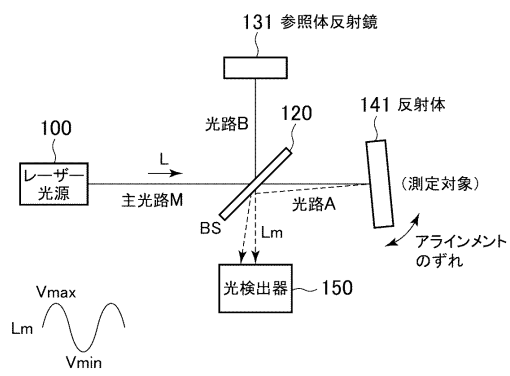 131 参照体反射鏡
光路B
120
141 反射体
100
レーザー
光源
L
主光路M
BS
光路A
Lm
(測定対象)
アラインメント
のずれ
光検出器
150
Vmax
Lm
Vmin